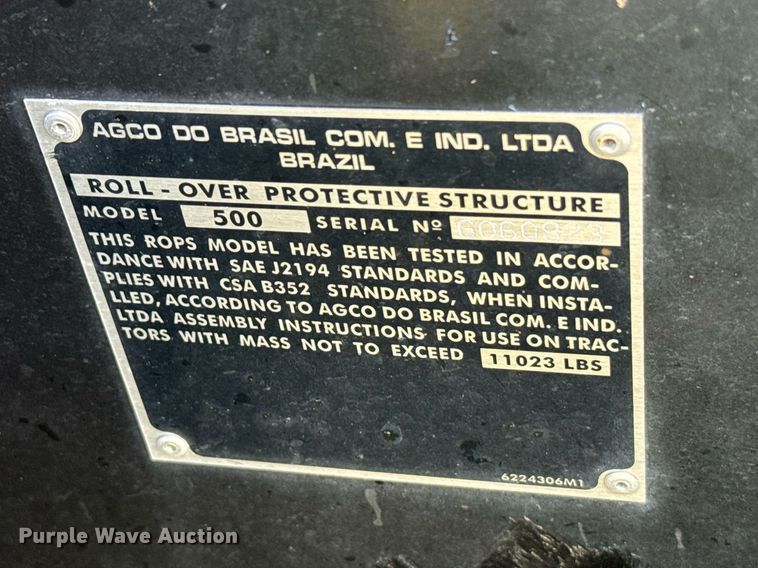 AGCO DO BRASIL COM. E IND. LTDA
BRAZIL
ROLL - OVER PROTECTIVE STRUCTURE
MODEL 500 SERIAL Nº
THIS ROPS MODEL HAS BEEN TESTED IN ACCOR-
DANCE WITH SAE J2194 STANDARDS AND COM-
PLIES WITH CSA B352 STANDARDS, WHEN INSTA-
LLED, ACCORDING TO AGCO DO BRASIL COM. E IND.
LTDA ASSEMBLY INSTRUCTIONS FOR USE ON TRAC-
TORS WITH MASS NOT TO EXCEED 11023 LBS
6224306M1
Purple Wave Auction